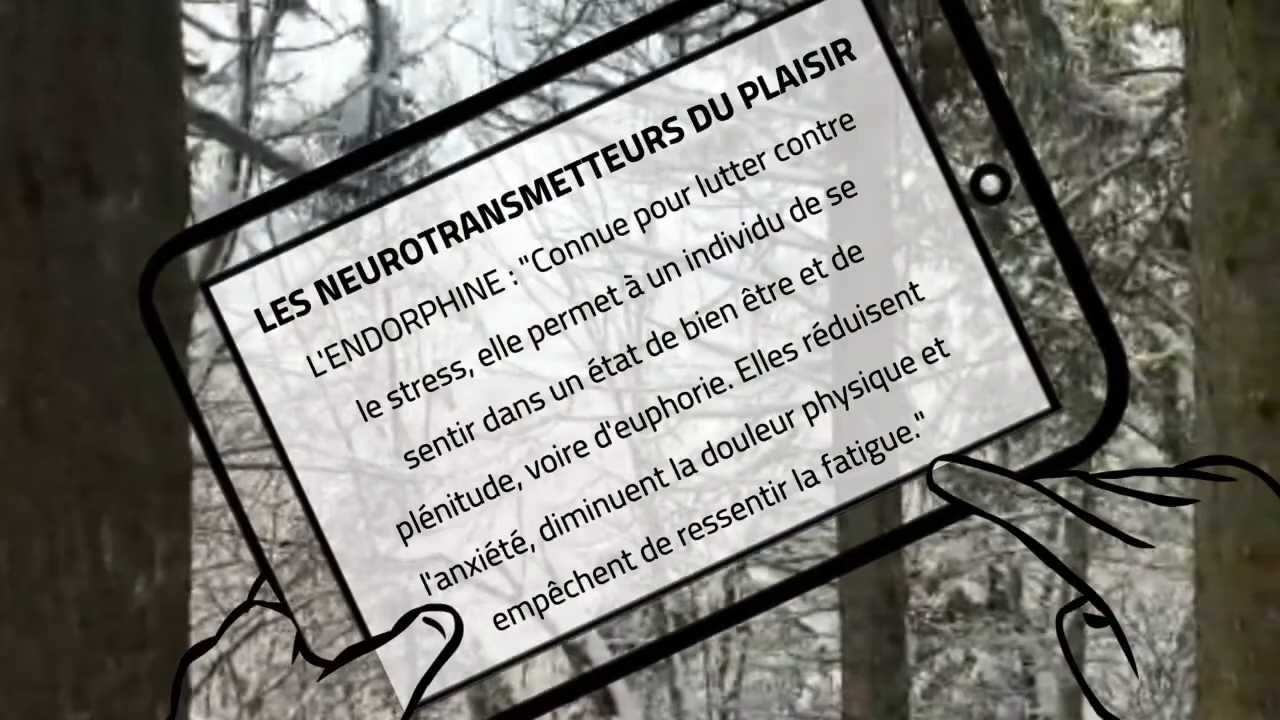 LES NEUROTRANSMETTEURS DU PLAISIR
L'ENDORPHINE : "Connue pour lutter contre
le stress, elle permet à un individu de se
sentir dans un état de bien être et de
plénitude, voire d'euphorie. Elles réduisent
l'anxiété, diminuent la douleur physique et
empêchent de ressentir la fatigue."